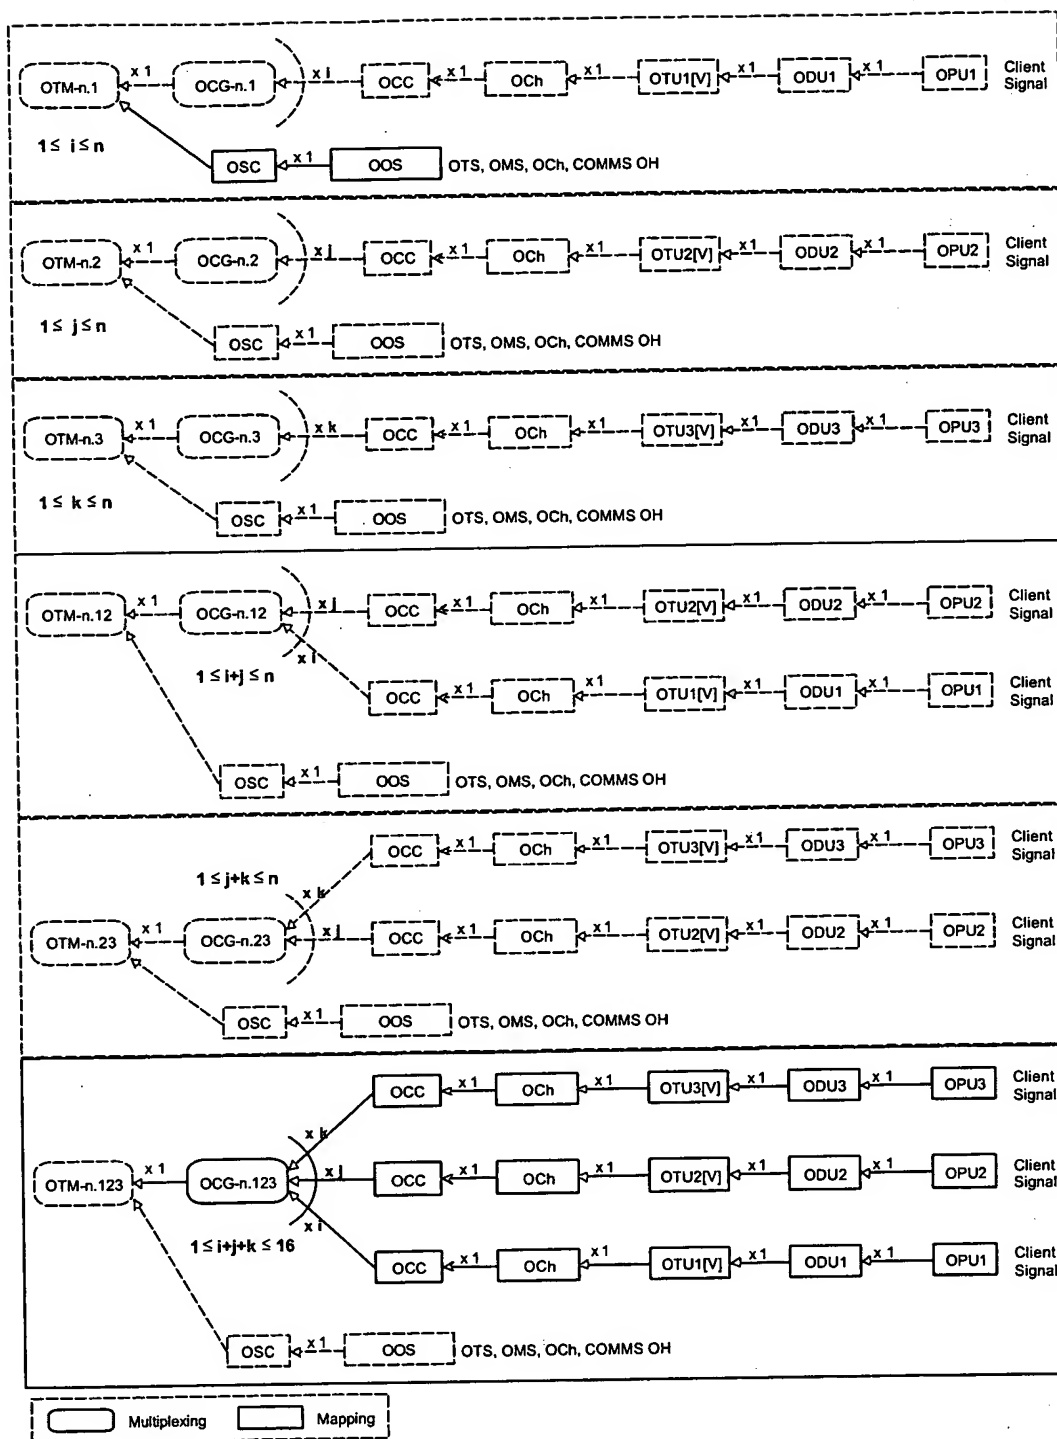 OTM-n.1 x 1 OCG-n.1 x i OCC x 1 OCh x 1 OTU1[V] x 1 ODU1 x 1 OPU1 Client Signal
1 ≤ i ≤ n
OSC x 1 OOS OTS, OMS, OCh, COMMS OH
OTM-n.2 x 1 OCG-n.2 x j OCC x 1 OCh x 1 OTU2[V] x 1 ODU2 x 1 OPU2 Client Signal
1 ≤ j ≤ n
OSC x 1 OOS OTS, OMS, OCh, COMMS OH
OTM-n.3 x 1 OCG-n.3 x k OCC x 1 OCh x 1 OTU3[V] x 1 ODU3 x 1 OPU3 Client Signal
1 ≤ k ≤ n
OSC x 1 OOS OTS, OMS, OCh, COMMS OH
OTM-n.12 x 1 OCG-n.12 x j OCC x 1 OCh x 1 OTU2[V] x 1 ODU2 x 1 OPU2 Client Signal
x i
1 ≤ i+j ≤ n
OCC x 1 OCh x 1 OTU1[V] x 1 ODU1 x 1 OPU1 Client Signal
OSC x 1 OOS OTS, OMS, OCh, COMMS OH
OCC x 1 OCh x 1 OTU3[V] x 1 ODU3 x 1 OPU3 Client Signal
1 ≤ j+k ≤ n
x k
OTM-n.23 x 1 OCG-n.23 x j OCC x 1 OCh x 1 OTU2[V] x 1 ODU2 x 1 OPU2 Client Signal
OSC x 1 OOS OTS, OMS, OCh, COMMS OH
OCC x 1 OCh x 1 OTU3[V] x 1 ODU3 x 1 OPU3 Client Signal
x k
OTM-n.123 x 1 OCG-n.123 x j OCC x 1 OCh x 1 OTU2[V] x 1 ODU2 x 1 OPU2 Client Signal
x i
1 ≤ i+j+k ≤ 16
OCC x 1 OCh x 1 OTU1[V] x 1 ODU1 x 1 OPU1 Client Signal
OSC x 1 OOS OTS, OMS, OCh, COMMS OH
Multiplexing Mapping